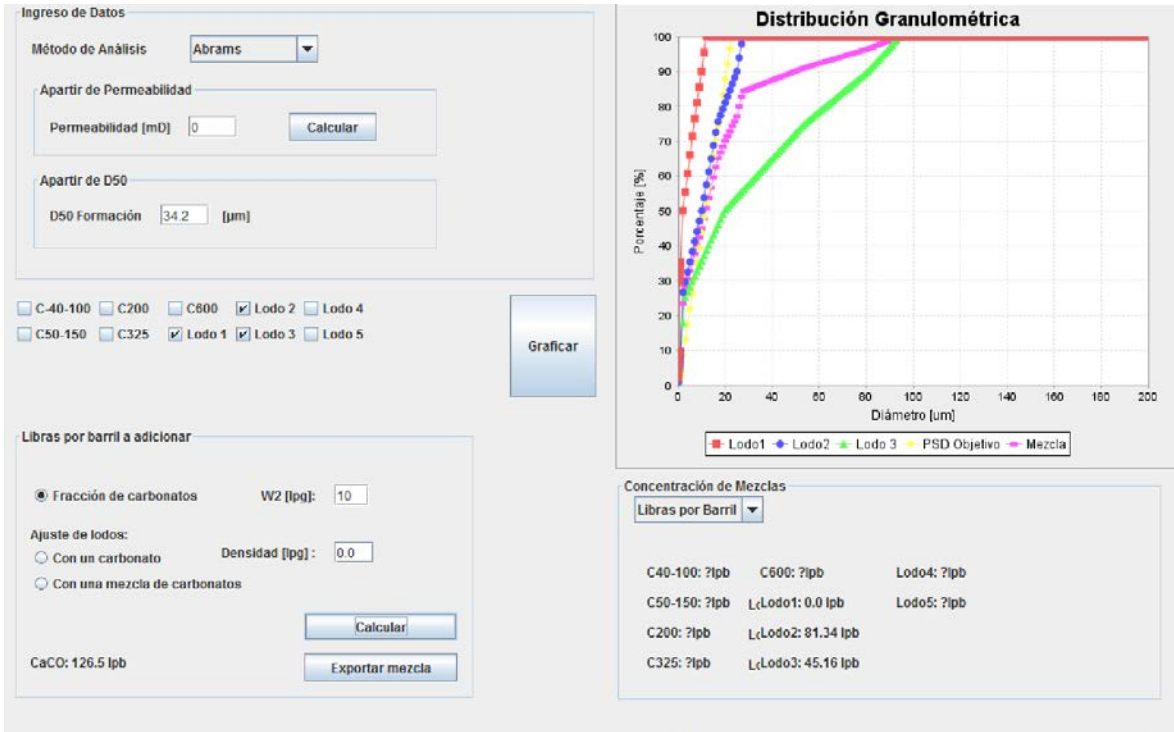 Ingreso de Datos
Método de Análisis Abrams
Apartir de Permeabilidad
Permeabilidad [mD] 0 Calcular
Apartir de D50
D50 Formación 34.2 [µm]
C-40-100 C200 C600 Lodo 2 Lodo 4
C50-150 C325 Lodo 1 Lodo 3 Lodo 5
Graficar
Libras por barril a adicionar
Fracción de carbonatos W2 [lpg]: 10
Ajuste de lodos:
Con un carbonato Densidad [lpg] : 0.0
Con una mezcla de carbonatos
Calcular
CaCO: 126.5 lpb Exportar mezcla
Distribución Granulométrica
Porcentaje [%]
100
90
80
70
60
50
40
30
20
10
0
0 20 40 60 80 100 120 140 160 180 200
Diámetro [um]
Lodo1 Lodo2 Lodo 3 PSD Objetivo Mezcla
Concentración de Mezclas
Libras por Barril
C40-100: ?lpb C600: ?lpb Lodo4: ?lpb
C50-150: ?lpb Lodo1: 0.0 lpb Lodo5: ?lpb
C200: ?lpb Lodo2: 81.34 lpb
C325: ?lpb Lodo3: 45.16 lpb